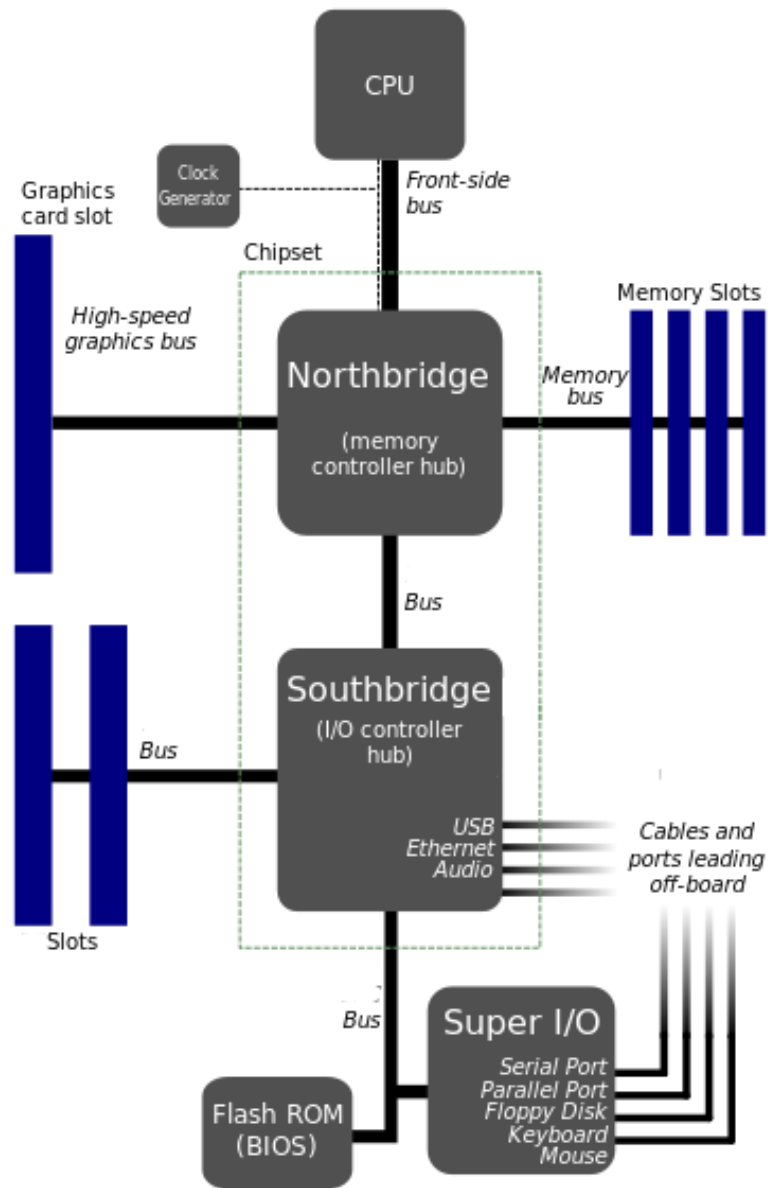 CPU
Clock
Generator
Front-side
bus
Graphics
card slot
Chipset
High-speed
graphics bus
Memory Slots
Northbridge
(memory
controller hub)
Memory
bus
Bus
Southbridge
(I/O controller
hub)
Bus
USB
Ethernet
Audio
Cables and
ports leading
off-board
Slots
Bus
Super I/O
Serial Port
Parallel Port
Floppy Disk
Keyboard
Mouse
Flash ROM
(BIOS)